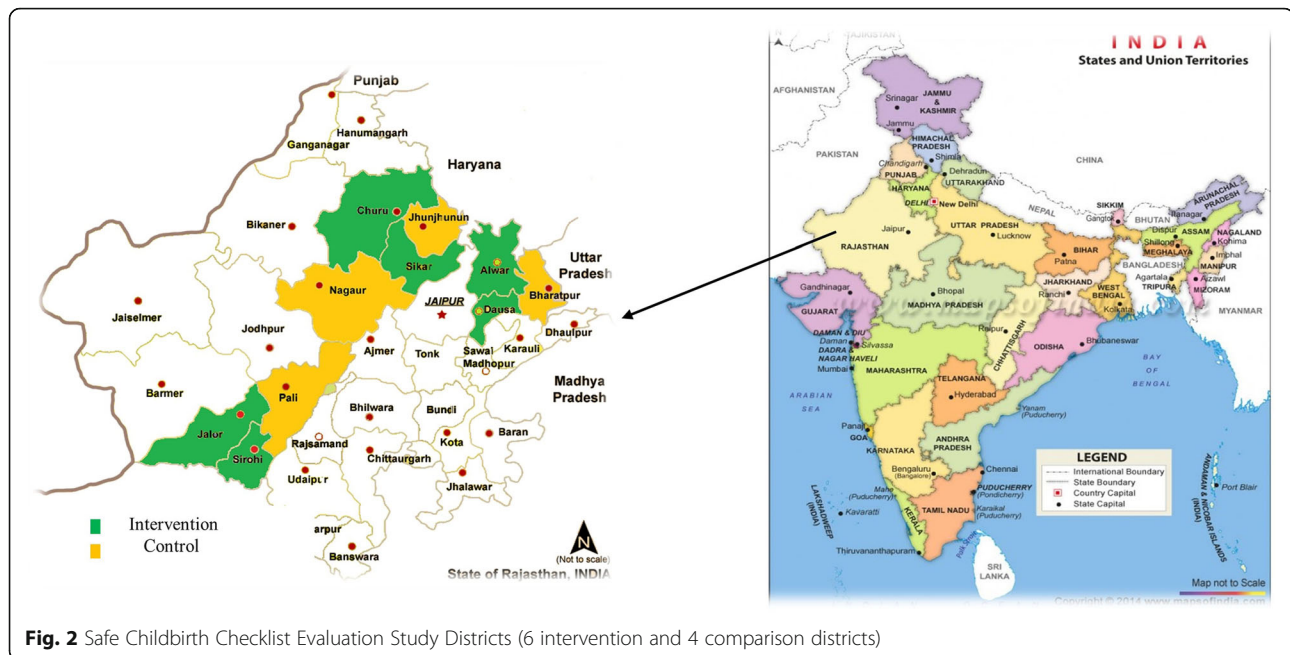 Punjab
Hanumangarh
Ganganagar
Haryana
Churu
Jhunjhunun
Bikaner
Sikar
Alwar
Uttar
Pradesh
Nagaur
JAIPUR
Bharatpur
Dausa
Jaiselmer
Dhaulpur
Jodhpur
Ajmer
Tonk
Sawai
Madhopur
Karauli
Madhya
Pradesh
Barmer
Pali
Bhilwara
Bundi
Jalor
Rajsamand
Kota
Baran
Sirohi
Chittaurgarh
Udaipur
Jhalawar
arpur
Banswara
Intervention
Control
N
(Not to scale)
State of Rajasthan, INDIA
INDIA
States and Union Territories
TAJIKISTAN
AFGHANISTAN
JAMMU
&
KASHMIR
Srinagar
Jammu
HIMACHAL
PRADESH
Shimla
PAKISTAN
Chandigarh
PUNJAB
Dehradun
UTTARAKHAND
CHINA
HARYANA
DELHI
New Delhi
ARUNACHAL
PRADESH
SIKKIM
NEPAL
Gangtok
BHUTAN
Itanagar
Jaipur
UTTAR PRADESH
Lucknow
RAJASTHAN
Dispur
ASSAM
NAGALAND
Kohima
Shillong
MEGHALAYA
BIHAR
Patna
Imphal
MANIPUR
BANGLADESH
Gandhinagar
Bhopal
JHARKHAND
Ranchi
WEST
BENGAL
Agartala
TRIPURA
Aizawl
MIZORAM
MADHYA PRADESH
GUJARAT
Kolkata
MYANMAR
Raipur
CHHATTISGARH
DAMAN & DIU
Daman
Silvassa
DADRA &
NAGAR HAVELI
ODISHA
Bhubaneswar
Mumbai
MAHARASHTRA
BAY
OF
BENGAL
TELANGANA
Hyderabad
ARABIAN
SEA
Yanam
(Puducherry)
Panaji
GOA
KARNATAKA
ANDHRA
PRADESH
Bengaluru
(Bangalore)
Chennai
LEGEND
International Boundary
State Boundary
Country Capital
State Capital
Mahe
(Puducherry)
PUDUCHERRY
(Pondicherry)
LAKSHADWEEP
(INDIA)
Kavaratti
KERALA
TAMIL NADU
Karaikal
(Puducherry)
ANDAMAN & NICOBAR ISLANDS
(INDIA)
Port Blair
Thiruvananthapuram
SRI
LANKA
Map not to Scale
Copyright © 2014 www.mapsofindia.com
Fig. 2 Safe Childbirth Checklist Evaluation Study Districts (6 intervention and 4 comparison districts)